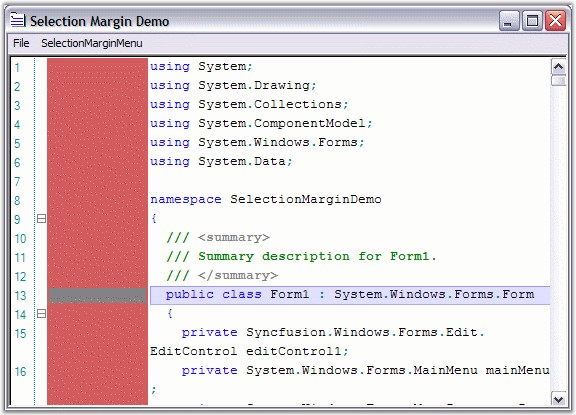 Selection Margin Demo
File SelectionMarginMenu
1 using System;
2 using System.Drawing;
3 using System.Collections;
4 using System.ComponentModel;
5 using System.Windows.Forms;
6 using System.Data;
7
8 namespace SelectionMarginDemo
9 {
10 /// <summary>
11 /// Summary description for Form1.
12 /// </summary>
13 public class Form1 : System.Windows.Forms.Form
14 {
15 private Syncfusion.Windows.Forms.Edit.
EditControl editControl1;
16 private System.Windows.Forms.MainMenu mainMenu
;